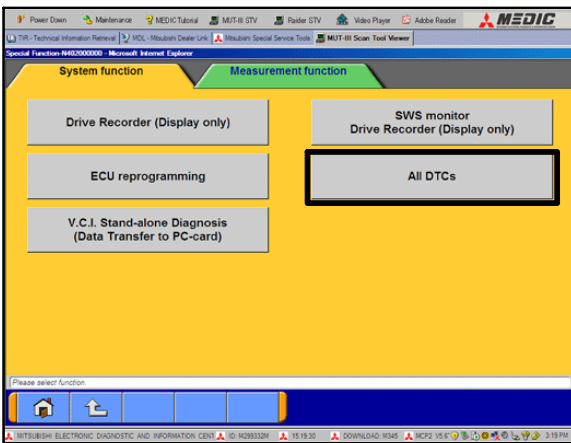 Power Down Maintenance MEDIC Tutorial MUT-III STV Raider STV Video Player Adobe Reader MEDIC
TIR - Technical Information Retrieval MDL - Mitsubishi Dealer Link Mitsubishi Special Service Tools MUT-III Scan Tool Viewer
Special Function-N402000000 - Microsoft Internet Explorer
System function Measurement function
Drive Recorder (Display only)
SWS monitor
Drive Recorder (Display only)
ECU reprogramming
All DTCs
V.C.I. Stand-alone Diagnosis
(Data Transfer to PC-card)
Please select function.
MITSUBISHI ELECTRONIC DIAGNOSTIC AND INFORMATION CENT ID: M299332M 15:19:30 DOWNLOAD: M345 MCP2 V5.6 3:19 PM